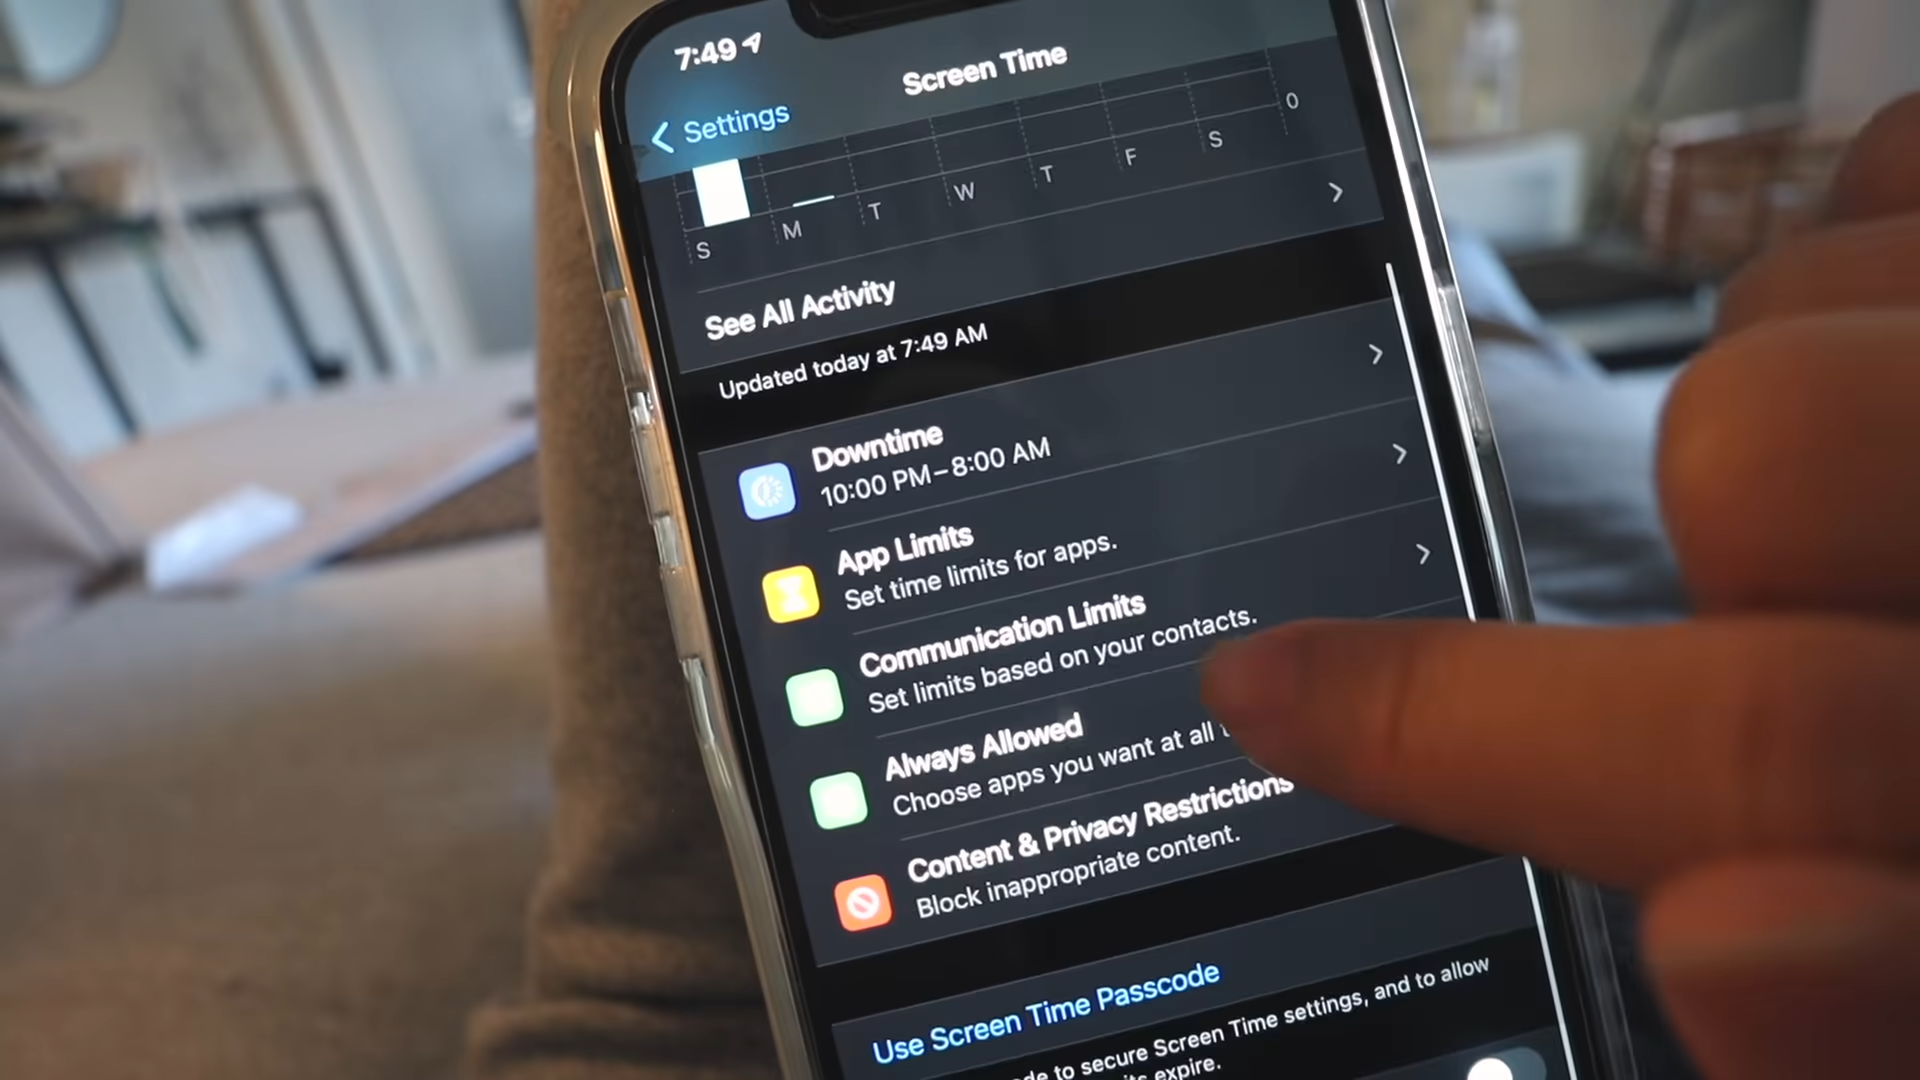 7:49
Screen Time
Settings
0
S M T W T F S
See All Activity
Updated today at 7:49 AM
Downtime
10:00 PM – 8:00 AM
App Limits
Set time limits for apps.
Communication Limits
Set limits based on your contacts.
Always Allowed
Choose apps you want at all
Content & Privacy Restrictions
Block inappropriate content.
Use Screen Time Passcode
to secure Screen Time settings, and to allow
expire.